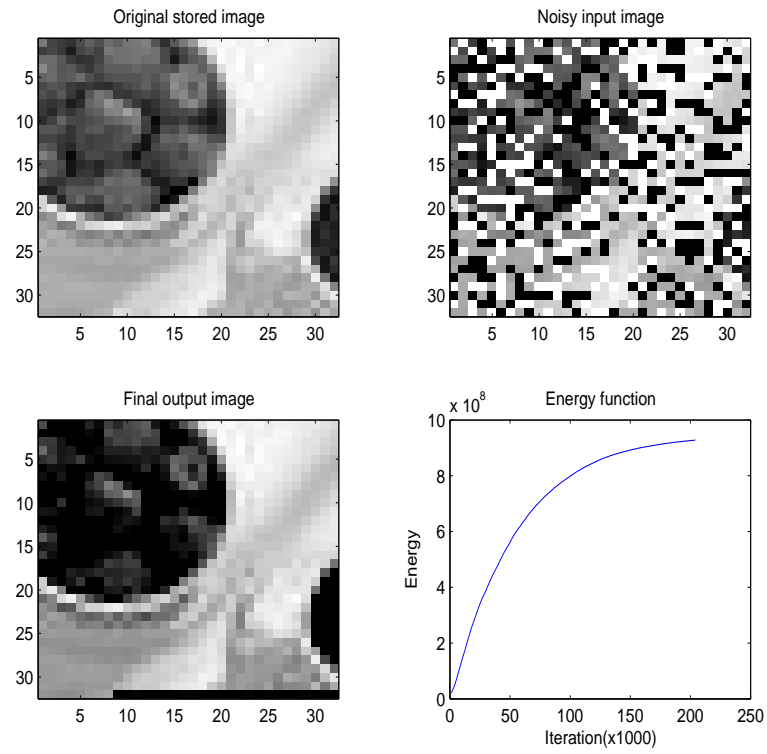 Original stored image
5
10
15
20
25
30
5 10 15 20 25 30
Noisy input image
5
10
15
20
25
30
5 10 15 20 25 30
Final output image
5
10
15
20
25
30
5 10 15 20 25 30
Energy function
x 10^8
10
8
6
4
2
0
Energy
0 50 100 150 200 250
Iteration(x1000)